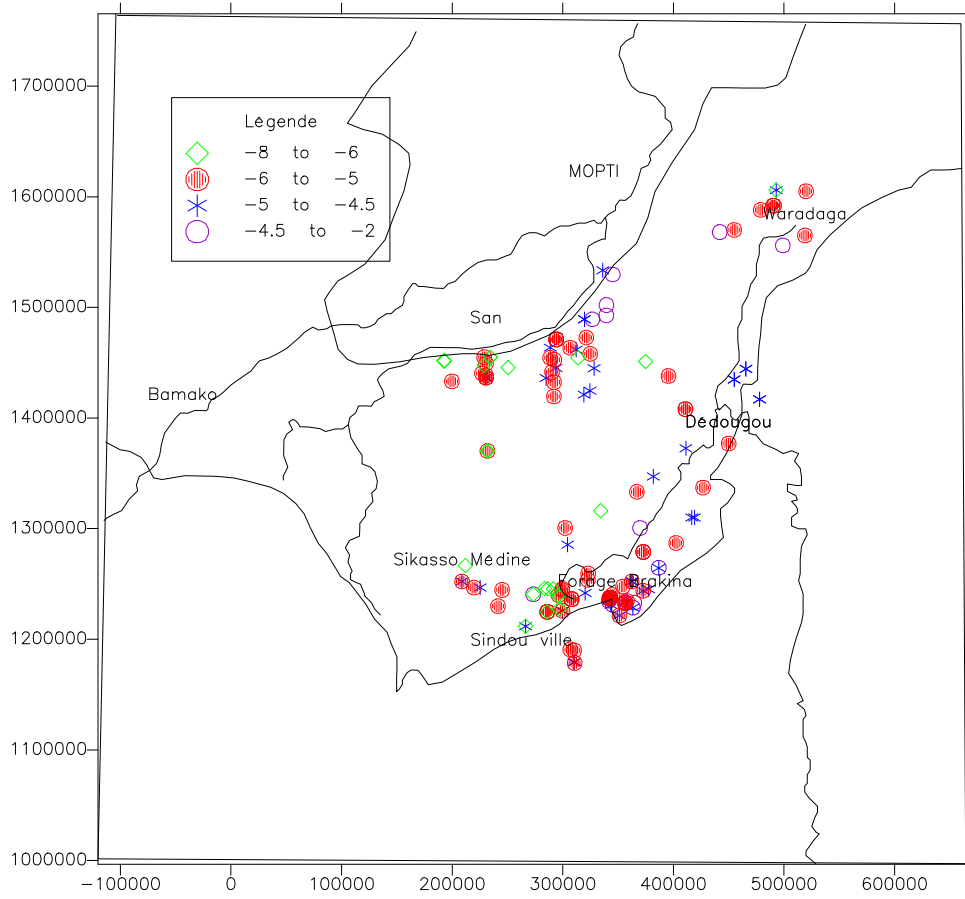 1700000
Légende
-8 to -6
-6 to -5
-5 to -4.5
-4.5 to -2
MOPTI
1600000
Waradaga
1500000
San
1400000
Bamako
Dédougou
1300000
Sikasso Médine
Forage Brakina
1200000
Sindou ville
1100000
1000000
-100000 0 100000 200000 300000 400000 500000 600000